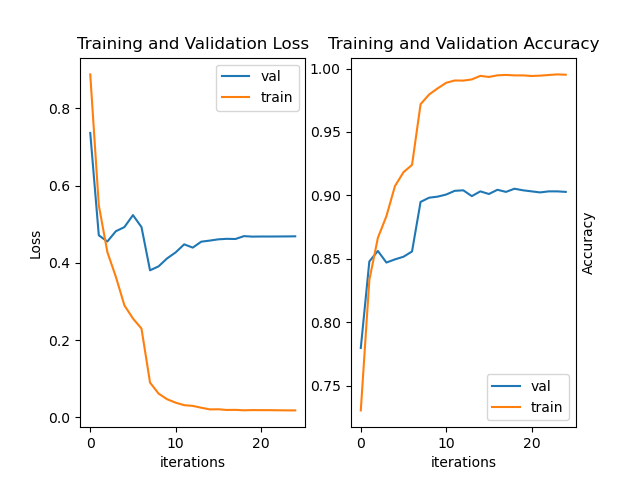 Training and Validation Loss
Training and Validation Accuracy
val
train
0.8
0.6
0.4
0.2
0.0
Loss
0
10
20
iterations
1.00
0.95
0.90
0.85
0.80
0.75
Accuracy
val
train
0
10
20
iterations